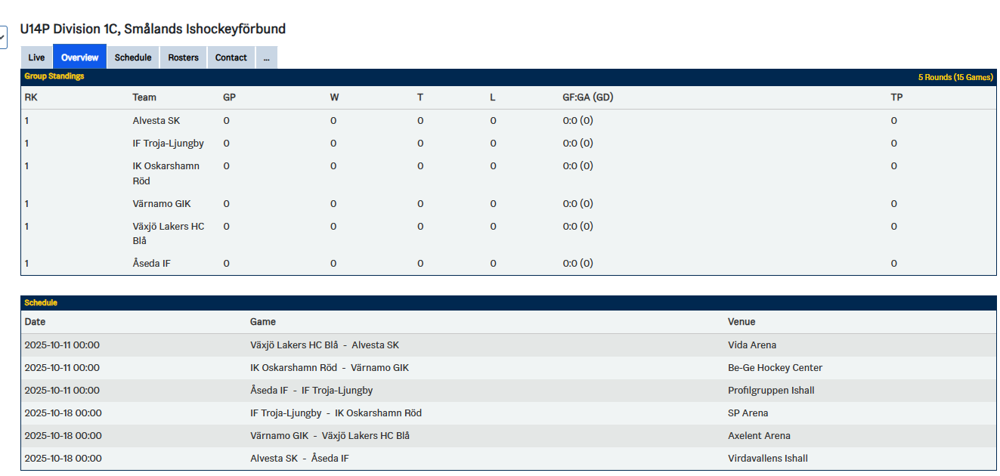 U14P Division 1C, Smålands Ishockeyförbund
Live Overview Schedule Rosters Contact ...
Group Standings 5 Rounds (15 Games)
RK Team GP W T L GF:GA (GD) TP
1 Alvesta SK 0 0 0 0 0:0 (0) 0
1 IF Troja-Ljungby 0 0 0 0 0:0 (0) 0
1 IK Oskarshamn 0 0 0 0 0:0 (0) 0
Röd
1 Värnamo GIK 0 0 0 0 0:0 (0) 0
1 Växjö Lakers HC 0 0 0 0 0:0 (0) 0
Blå
1 Åseda IF 0 0 0 0 0:0 (0) 0
Schedule
Date Game Venue
2025-10-11 00:00 Växjö Lakers HC Blå - Alvesta SK Vida Arena
2025-10-11 00:00 IK Oskarshamn Röd - Värnamo GIK Be-Ge Hockey Center
2025-10-11 00:00 Åseda IF - IF Troja-Ljungby Profilgruppen Ishall
2025-10-18 00:00 IF Troja-Ljungby - IK Oskarshamn Röd SP Arena
2025-10-18 00:00 Värnamo GIK - Växjö Lakers HC Blå Axelent Arena
2025-10-18 00:00 Alvesta SK - Åseda IF Virdavallens Ishall